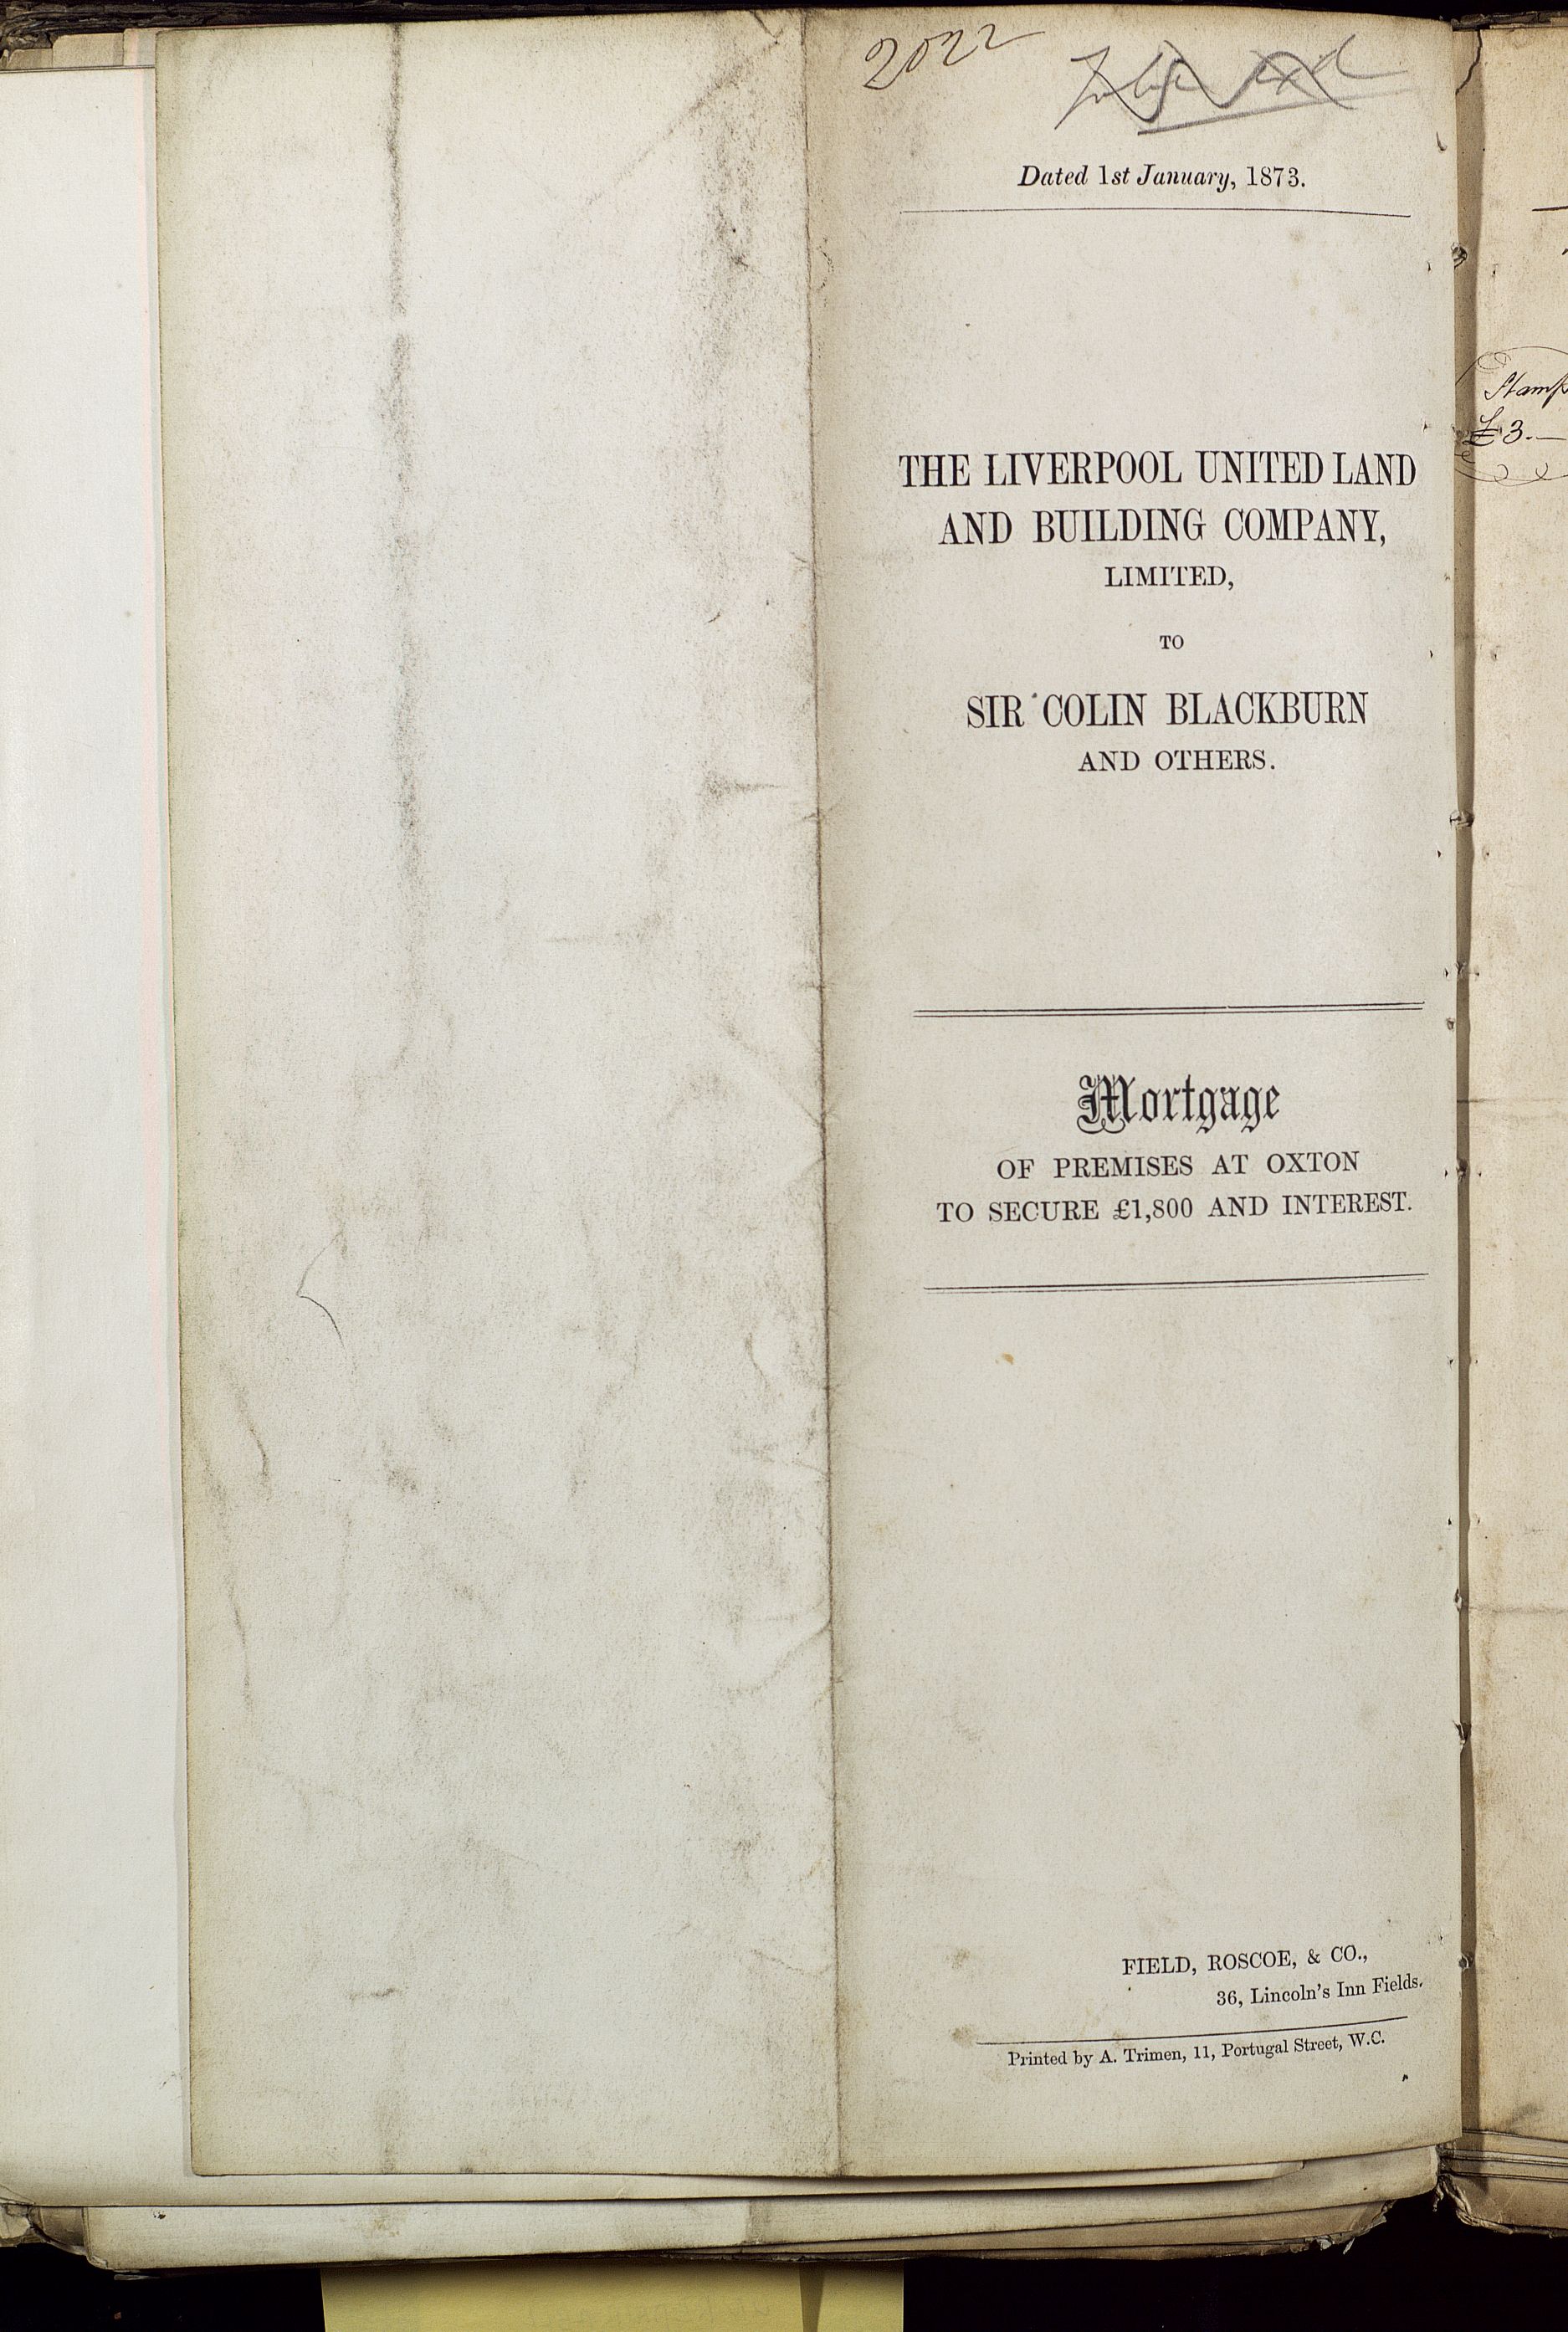 2022
Dated 1st January, 1873.
THE LIVERPOOL UNITED LAND
AND BUILDING COMPANY,
LIMITED,
TO
SIR COLIN BLACKBURN
AND OTHERS.
Mortgage
OF PREMISES AT OXTON
TO SECURE £1,800 AND INTEREST.
FIELD, ROSCOE, & CO.,
36, Lincoln's Inn Fields.
Printed by A. Trimen, 11, Portugal Street, W.C.
Stamp
£3.—